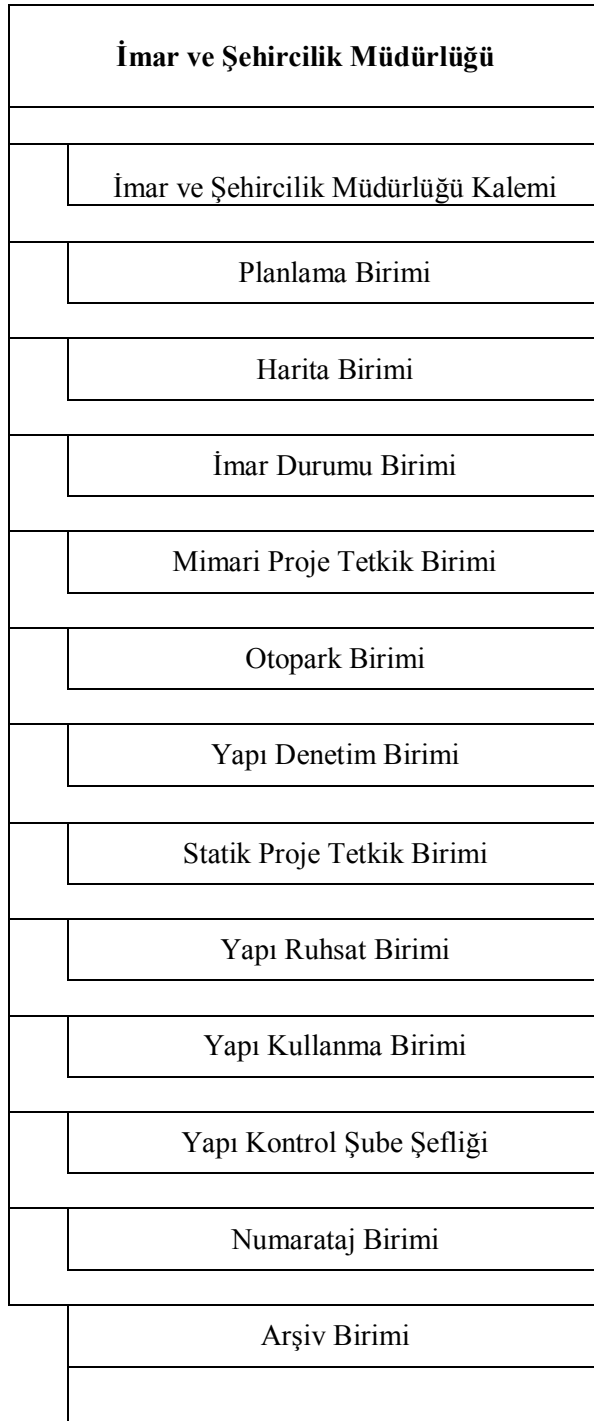 İmar ve Şehircilik Müdürlüğü
İmar ve Şehircilik Müdürlüğü Kalemi
Planlama Birimi
Harita Birimi
İmar Durumu Birimi
Mimari Proje Tetkik Birimi
Otopark Birimi
Yapı Denetim Birimi
Statik Proje Tetkik Birimi
Yapı Ruhsat Birimi
Yapı Kullanma Birimi
Yapı Kontrol Şube Şefliği
Numarataj Birimi
Arşiv Birimi